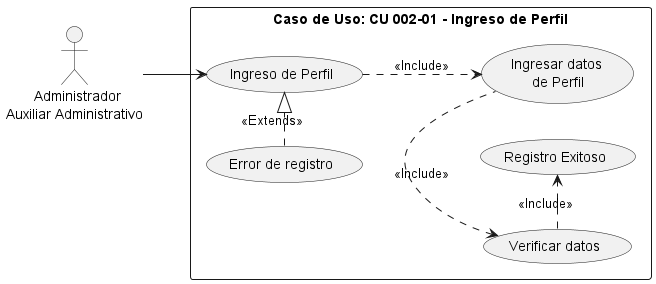 Caso de Uso: CU 002-01 - Ingreso de Perfil
Administrador
Auxiliar Administrativo
Ingreso de Perfil
«Include»
Ingresar datos
de Perfil
«Extends»
Error de registro
«Include»
Registro Exitoso
«Include»
Verificar datos